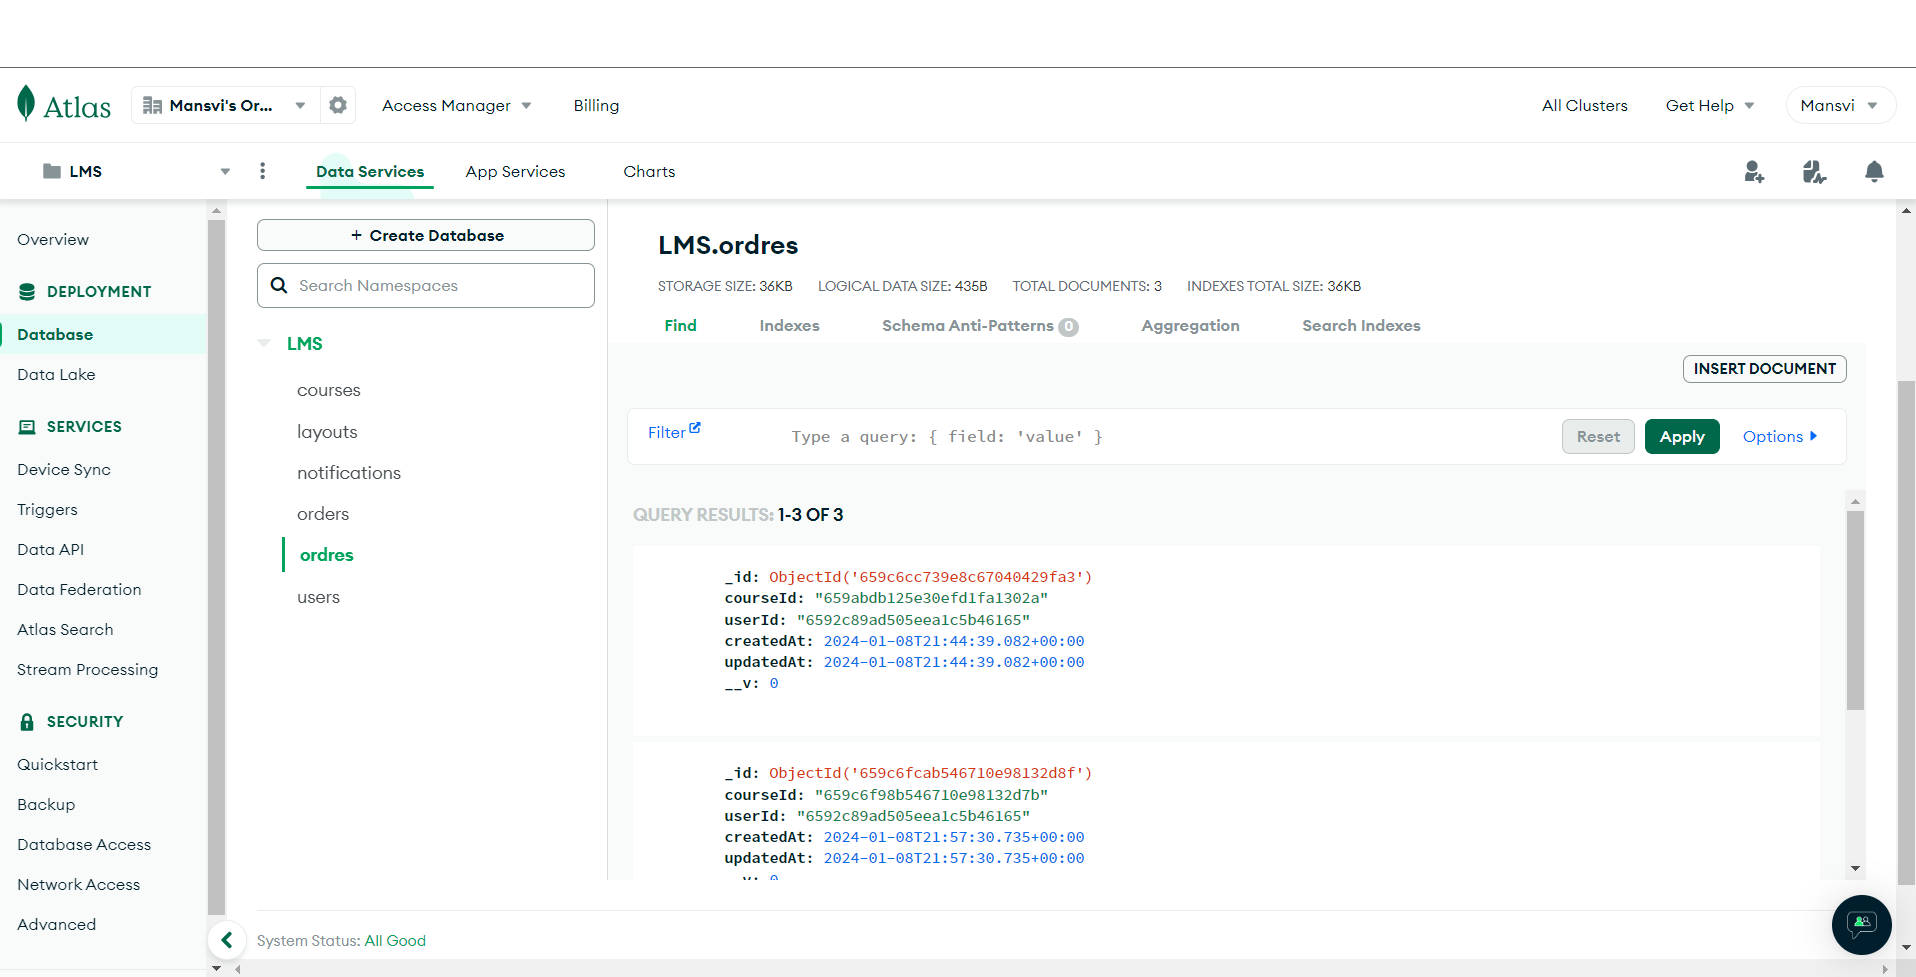 Atlas
Mansvi's Or...
Access Manager
Billing
All Clusters
Get Help
Mansvi
LMS
Data Services
App Services
Charts
Overview
DEPLOYMENT
Database
Data Lake
SERVICES
Device Sync
Triggers
Data API
Data Federation
Atlas Search
Stream Processing
SECURITY
Quickstart
Backup
Database Access
Network Access
Advanced
+ Create Database
Search Namespaces
LMS
courses
layouts
notifications
orders
ordres
users
LMS.ordres
STORAGE SIZE: 36KB LOGICAL DATA SIZE: 435B TOTAL DOCUMENTS: 3 INDEXES TOTAL SIZE: 36KB
Find Indexes Schema Anti-Patterns 0 Aggregation Search Indexes
INSERT DOCUMENT
Filter Type a query: { field: 'value' } Reset Apply Options
QUERY RESULTS: 1-3 OF 3
_id: ObjectId('659c6cc739e8c67040429fa3')
courseId: "659abdb125e30efd1fa1302a"
userId: "6592c89ad505eea1c5b46165"
createdAt: 2024-01-08T21:44:39.082+00:00
updatedAt: 2024-01-08T21:44:39.082+00:00
__v: 0
_id: ObjectId('659c6fcab546710e98132d8f')
courseId: "659c6f98b546710e98132d7b"
userId: "6592c89ad505eea1c5b46165"
createdAt: 2024-01-08T21:57:30.735+00:00
updatedAt: 2024-01-08T21:57:30.735+00:00
__v: 0
System Status: All Good